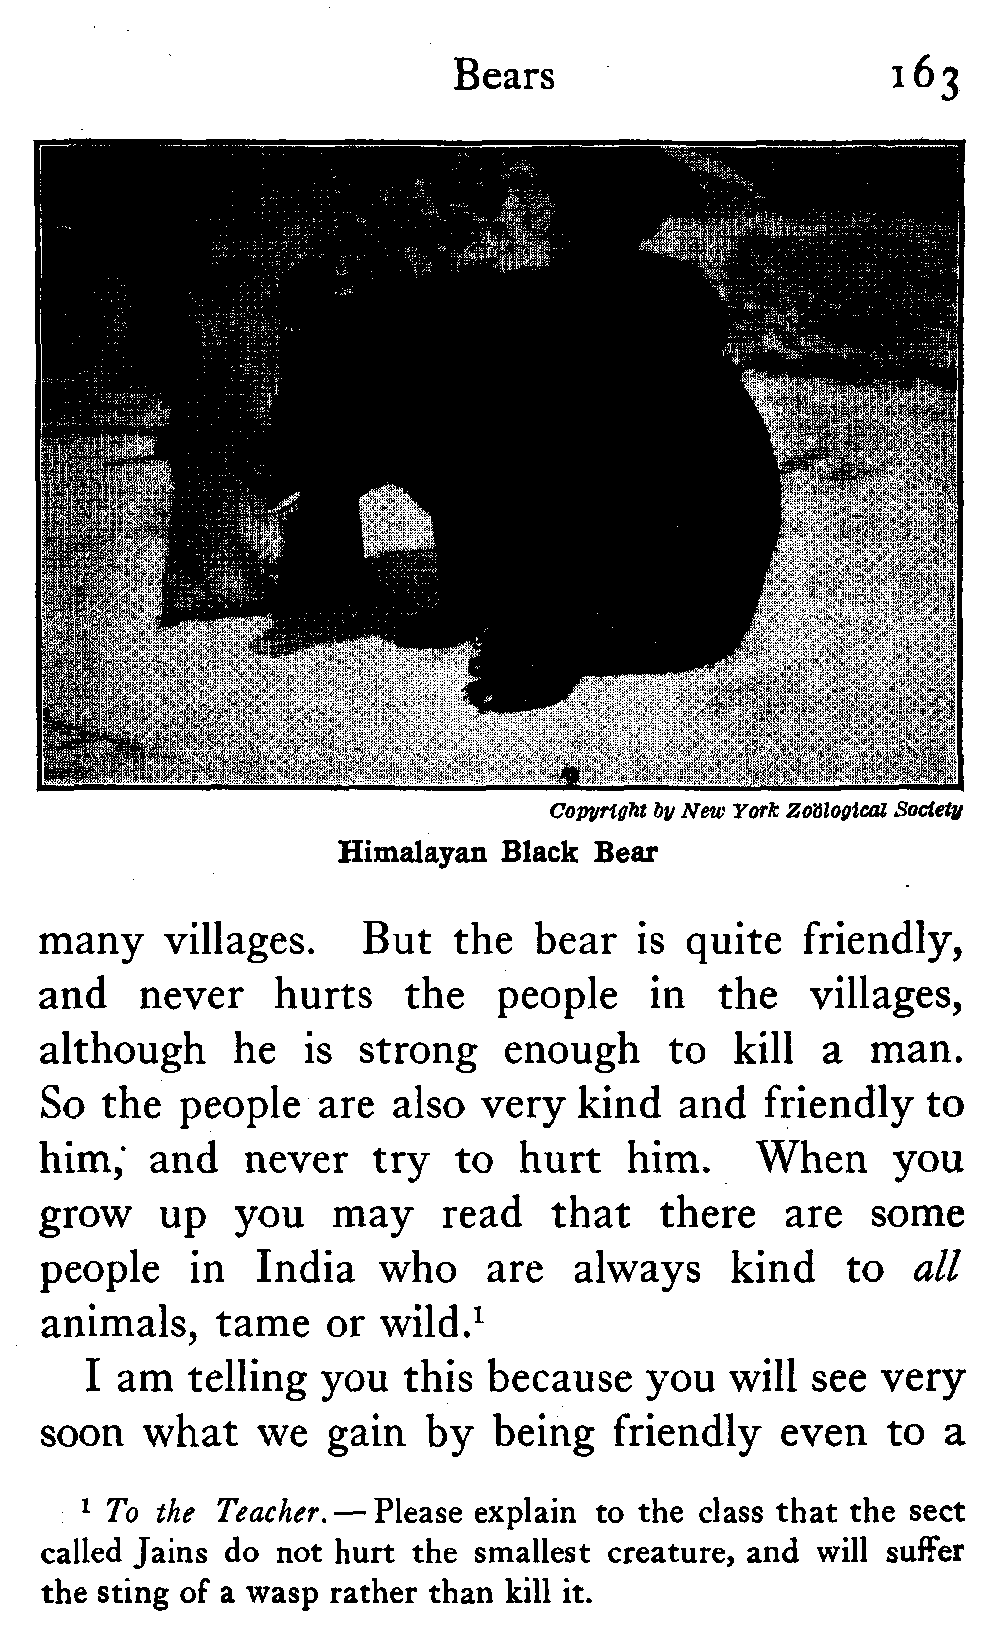 Bears 163
Copyright by New York Zoölogical Society
Himalayan Black Bear
many villages. But the bear is quite friendly,
and never hurts the people in the villages,
although he is strong enough to kill a man.
So the people are also very kind and friendly to
him, and never try to hurt him. When you
grow up you may read that there are some
people in India who are always kind to all
animals, tame or wild.¹
I am telling you this because you will see very
soon what we gain by being friendly even to a
¹ To the Teacher. — Please explain to the class that the sect
called Jains do not hurt the smallest creature, and will suffer
the sting of a wasp rather than kill it.